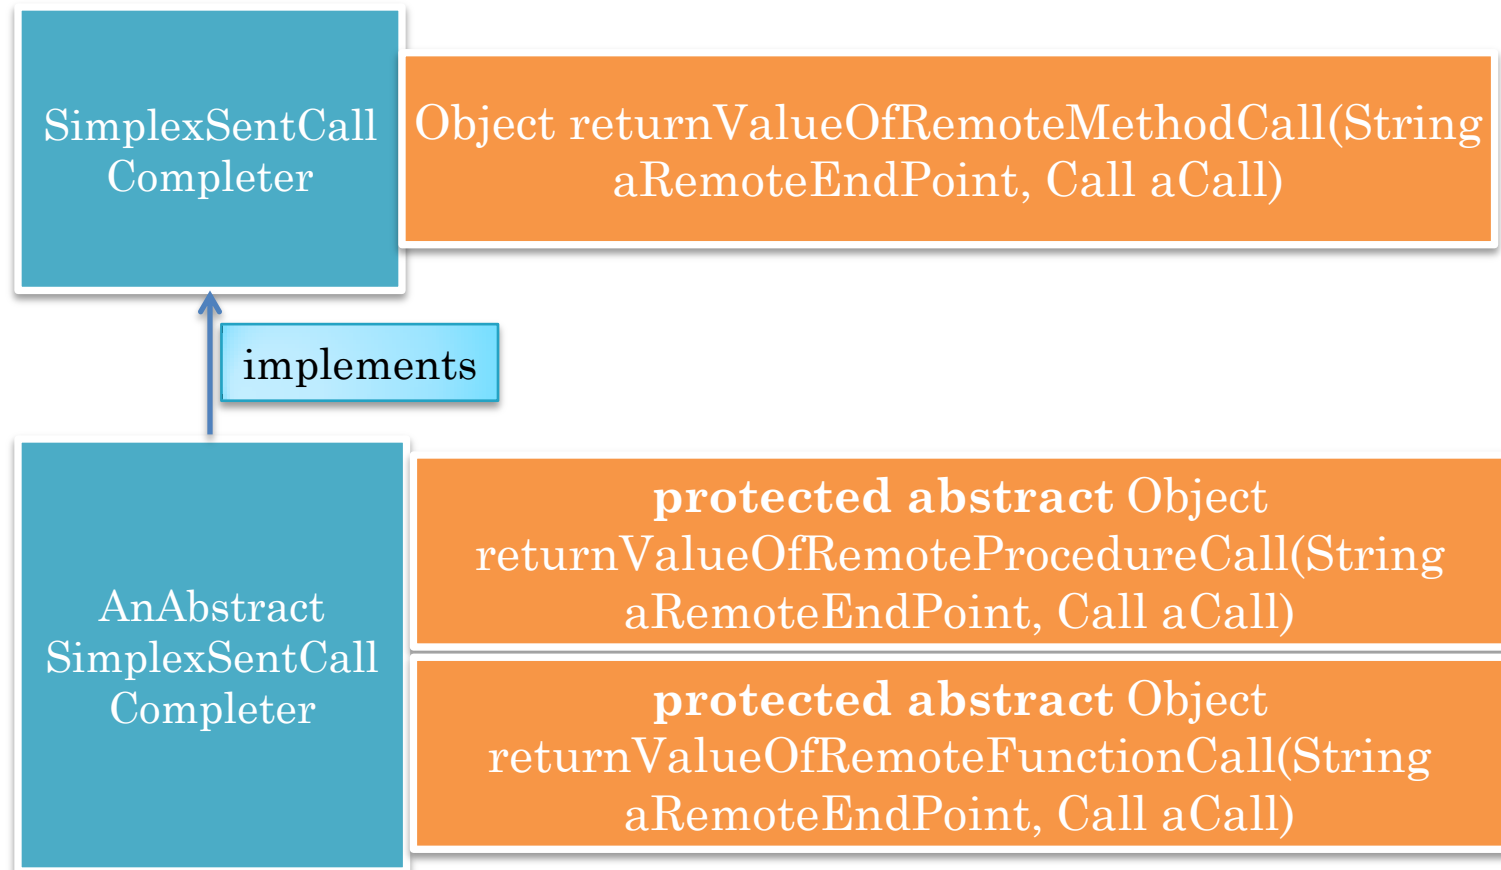 SimplexSentCall
Completer
Object returnValueOfRemoteMethodCall(String
aRemoteEndPoint, Call aCall)
implements
AnAbstract
SimplexSentCall
Completer
protected abstract Object
returnValueOfRemoteProcedureCall(String
aRemoteEndPoint, Call aCall)
protected abstract Object
returnValueOfRemoteFunctionCall(String
aRemoteEndPoint, Call aCall)